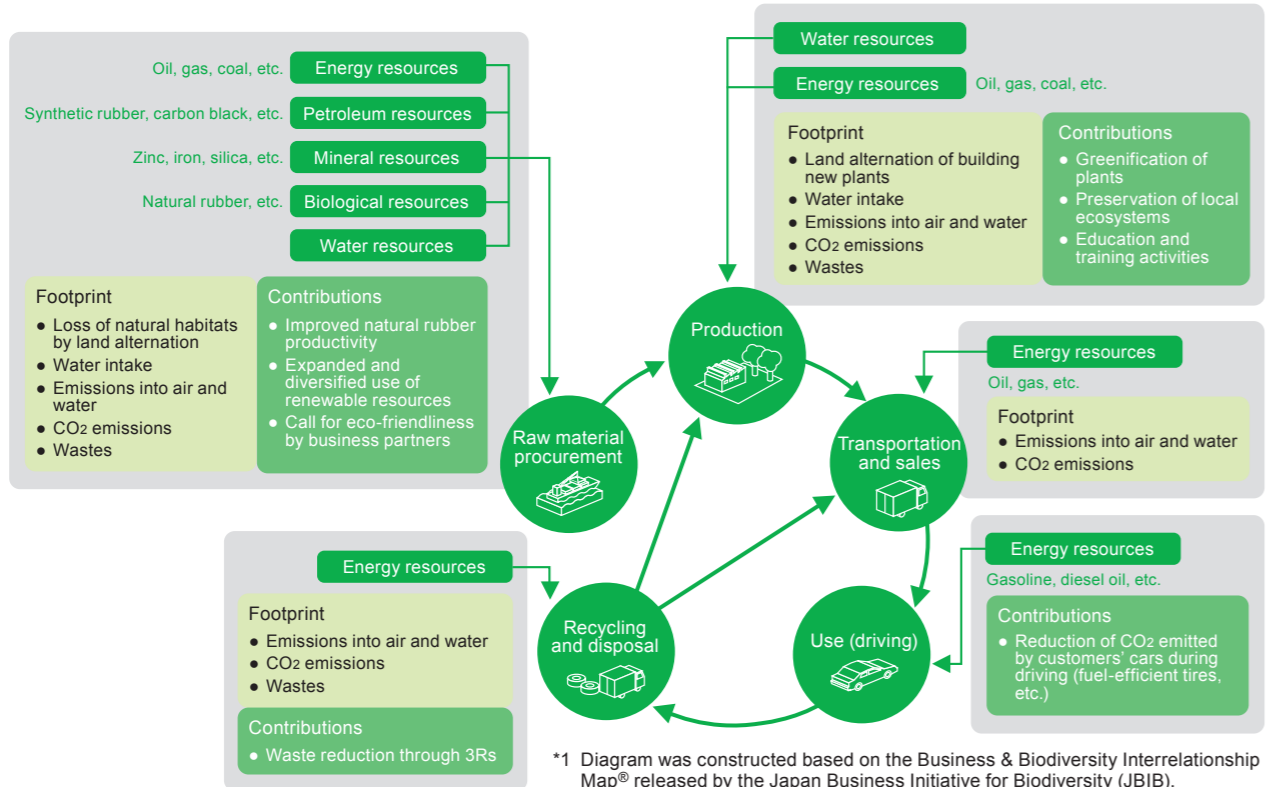 Oil, gas, coal, etc. Energy resources
Synthetic rubber, carbon black, etc. Petroleum resources
Zinc, iron, silica, etc. Mineral resources
Natural rubber, etc. Biological resources
Water resources
Footprint
● Loss of natural habitats
by land alternation
● Water intake
● Emissions into air and
water
● CO2 emissions
● Wastes
Contributions
● Improved natural rubber
productivity
● Expanded and
diversified use of
renewable resources
● Call for eco-friendliness
by business partners
Raw material
procurement
Water resources
Energy resources Oil, gas, coal, etc.
Footprint
● Land alternation of building
new plants
● Water intake
● Emissions into air and water
● CO2 emissions
● Wastes
Contributions
● Greenification of
plants
● Preservation of local
ecosystems
● Education and
training activities
Production
Energy resources
Oil, gas, etc.
Footprint
● Emissions into air and water
● CO2 emissions
Transportation
and sales
Energy resources
Gasoline, diesel oil, etc.
Contributions
● Reduction of CO2 emitted
by customers’ cars during
driving (fuel-efficient tires,
etc.)
Use (driving)
Energy resources
Footprint
● Emissions into air and water
● CO2 emissions
● Wastes
Contributions
● Waste reduction through 3Rs
Recycling
and disposal
*1 Diagram was constructed based on the Business & Biodiversity Interrelationship
Map® released by the Japan Business Initiative for Biodiversity (JBIB).